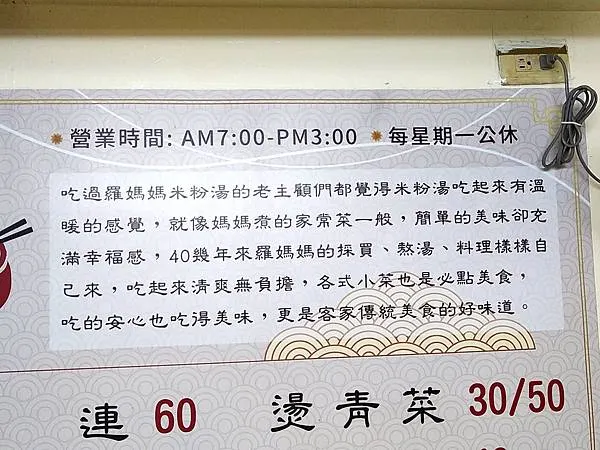 營業時間: AM7:00-PM3:00 每星期一公休
吃過羅媽媽米粉湯的老主顧們都覺得米粉湯吃起來有溫
暖的感覺，就像媽媽煮的家常菜一般，簡單的美味卻充
滿幸福感，40幾年來羅媽媽的採買、熬湯、料理樣樣自
己來，吃起來清爽無負擔，各式小菜也是必點美食，
吃的安心也吃得美味，更是客家傳統美食的好味道。
連 60 燙青菜 30/50